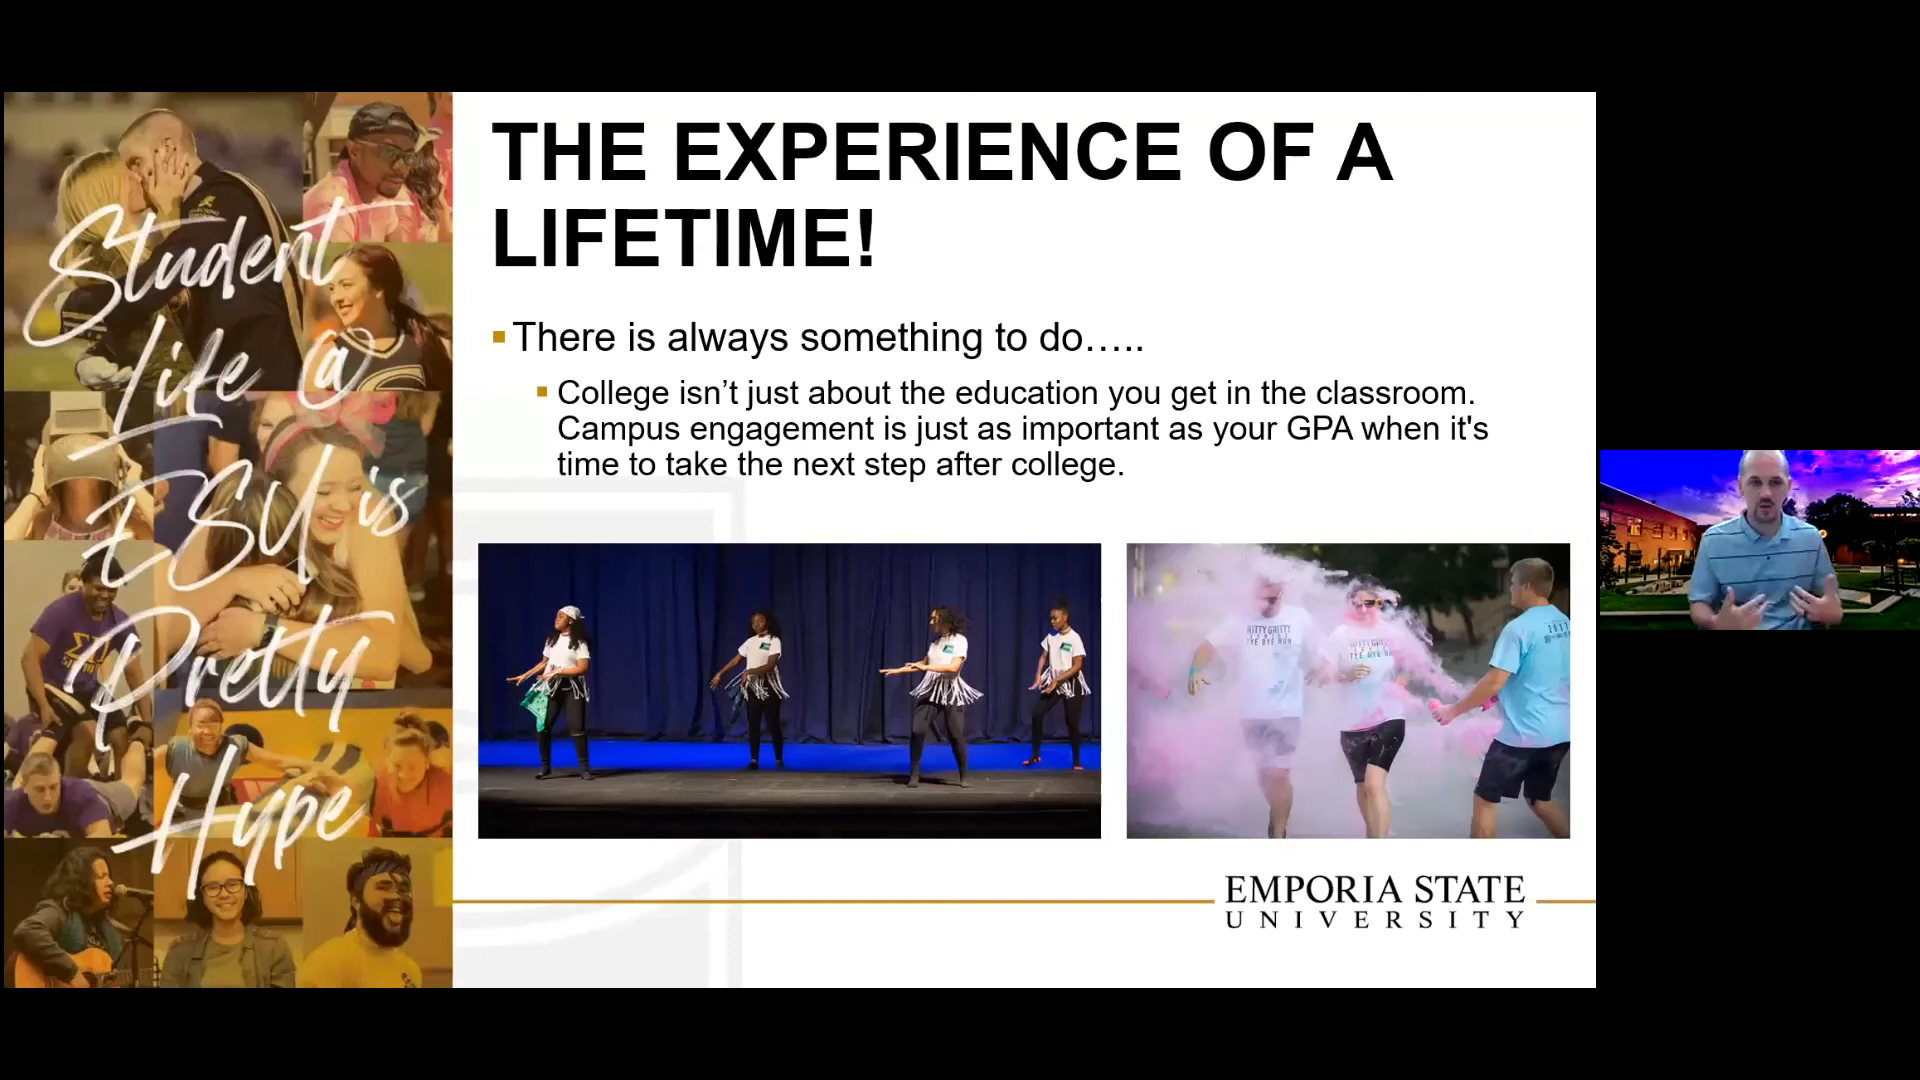 THE EXPERIENCE OF A
LIFETIME!
There is always something to do…..
College isn’t just about the education you get in the classroom.
Campus engagement is just as important as your GPA when it's
time to take the next step after college.
Student
Life @
ESU is
Pretty
Hype
EMPORIA STATE
UNIVERSITY